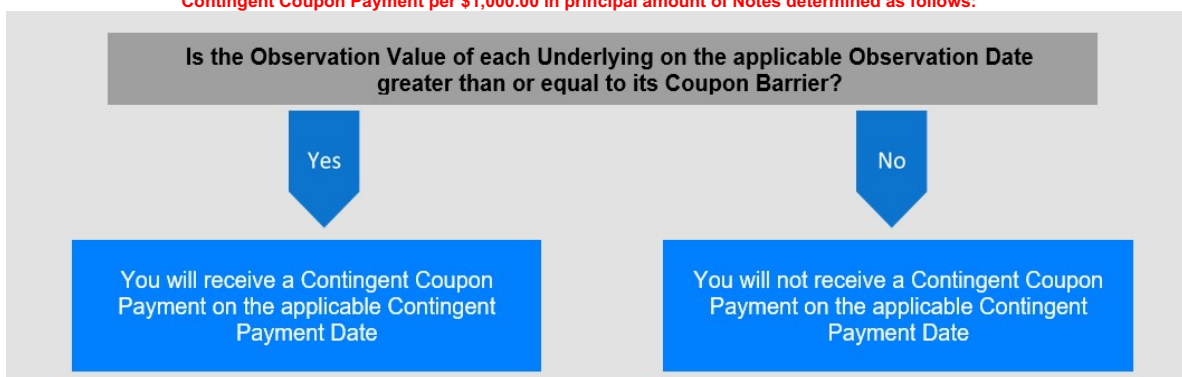 Contingent Coupon Payment per $1,000.00 in principal amount of Notes determined as follows:
Is the Observation Value of each Underlying on the applicable Observation Date
greater than or equal to its Coupon Barrier?
Yes
No
You will receive a Contingent Coupon
Payment on the applicable Contingent
Payment Date
You will not receive a Contingent Coupon
Payment on the applicable Contingent
Payment Date